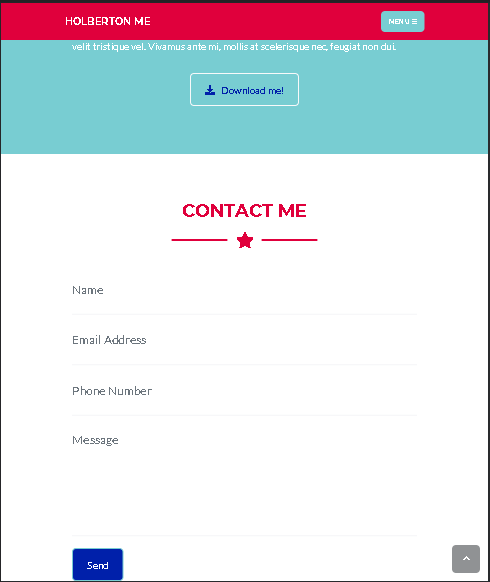 HOLBERTON ME
MENU
velit tristique vel. Vivamus ante mi, mollis at scelerisque nec, feugiat non dui.
Download me!
CONTACT ME
Name
Email Address
Phone Number
Message
Send